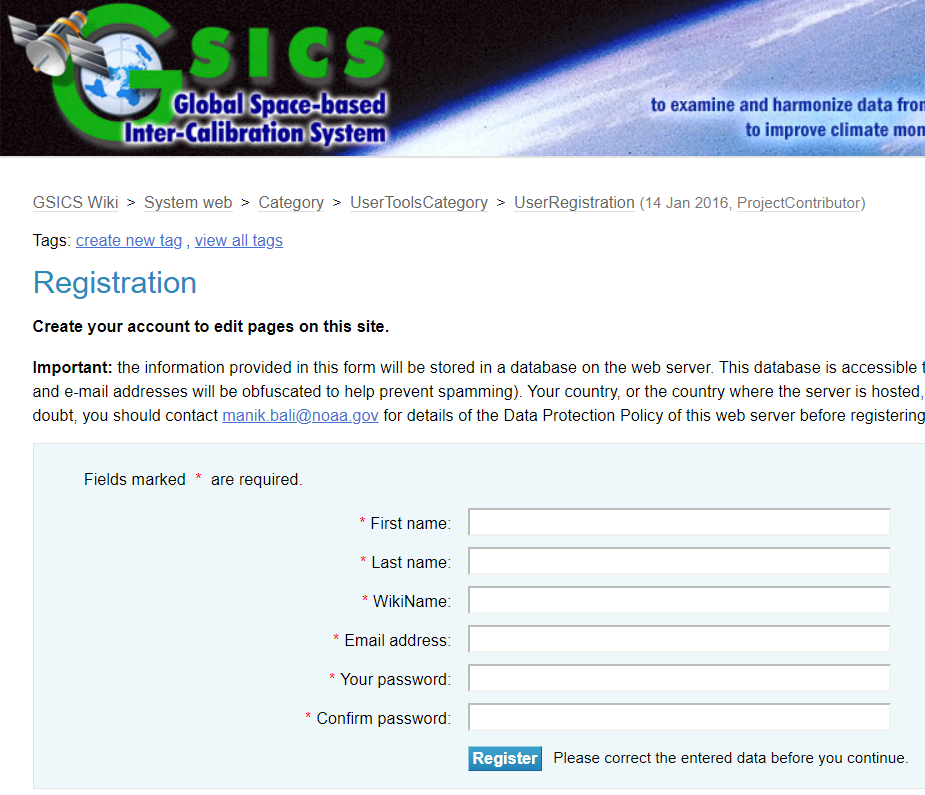 GSICS
Global Space-based
Inter-Calibration System
to examine and harmonize data from
to improve climate mon
GSICS Wiki > System web > Category > UserToolsCategory > UserRegistration (14 Jan 2016, ProjectContributor)
Tags: create new tag , view all tags
Registration
Create your account to edit pages on this site.
Important: the information provided in this form will be stored in a database on the web server. This database is accessible
and e-mail addresses will be obfuscated to help prevent spamming). Your country, or the country where the server is hosted,
doubt, you should contact manik.bali@noaa.gov for details of the Data Protection Policy of this web server before registering
Fields marked * are required.
* First name:
* Last name:
* WikiName:
* Email address:
* Your password:
* Confirm password:
Register Please correct the entered data before you continue.